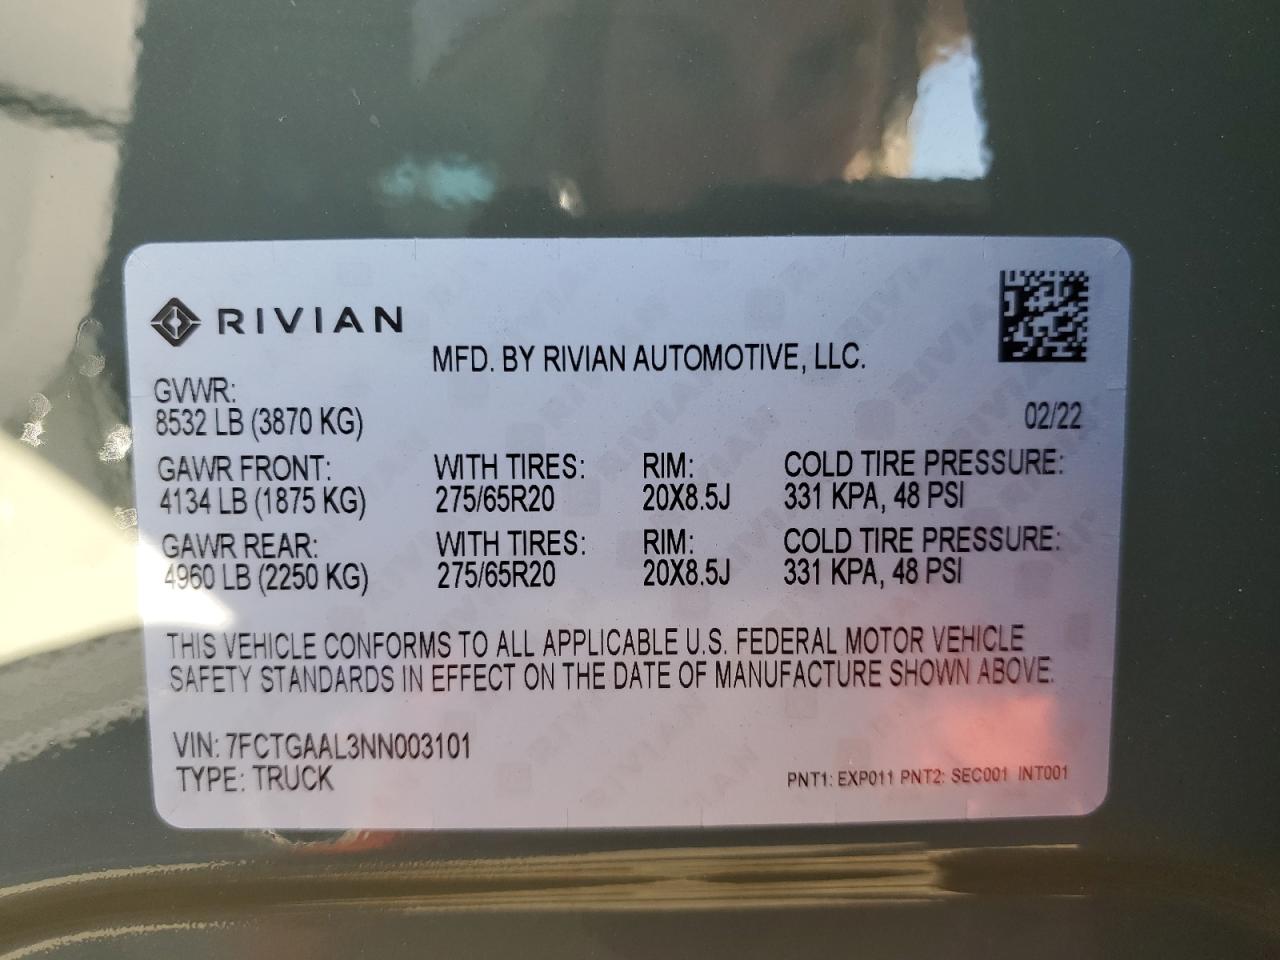 RIVIAN
MFD. BY RIVIAN AUTOMOTIVE, LLC.
GVWR:
8532 LB (3870 KG)
02/22
GAWR FRONT: WITH TIRES: RIM: COLD TIRE PRESSURE:
4134 LB (1875 KG) 275/65R20 20X8.5J 331 KPA, 48 PSI
GAWR REAR: WITH TIRES: RIM: COLD TIRE PRESSURE:
4960 LB (2250 KG) 275/65R20 20X8.5J 331 KPA, 48 PSI
THIS VEHICLE CONFORMS TO ALL APPLICABLE U.S. FEDERAL MOTOR VEHICLE
SAFETY STANDARDS IN EFFECT ON THE DATE OF MANUFACTURE SHOWN ABOVE.
VIN: 7FCTGAAL3NN003101
TYPE: TRUCK
PNT1: EXP011 PNT2: SEC001 INT001